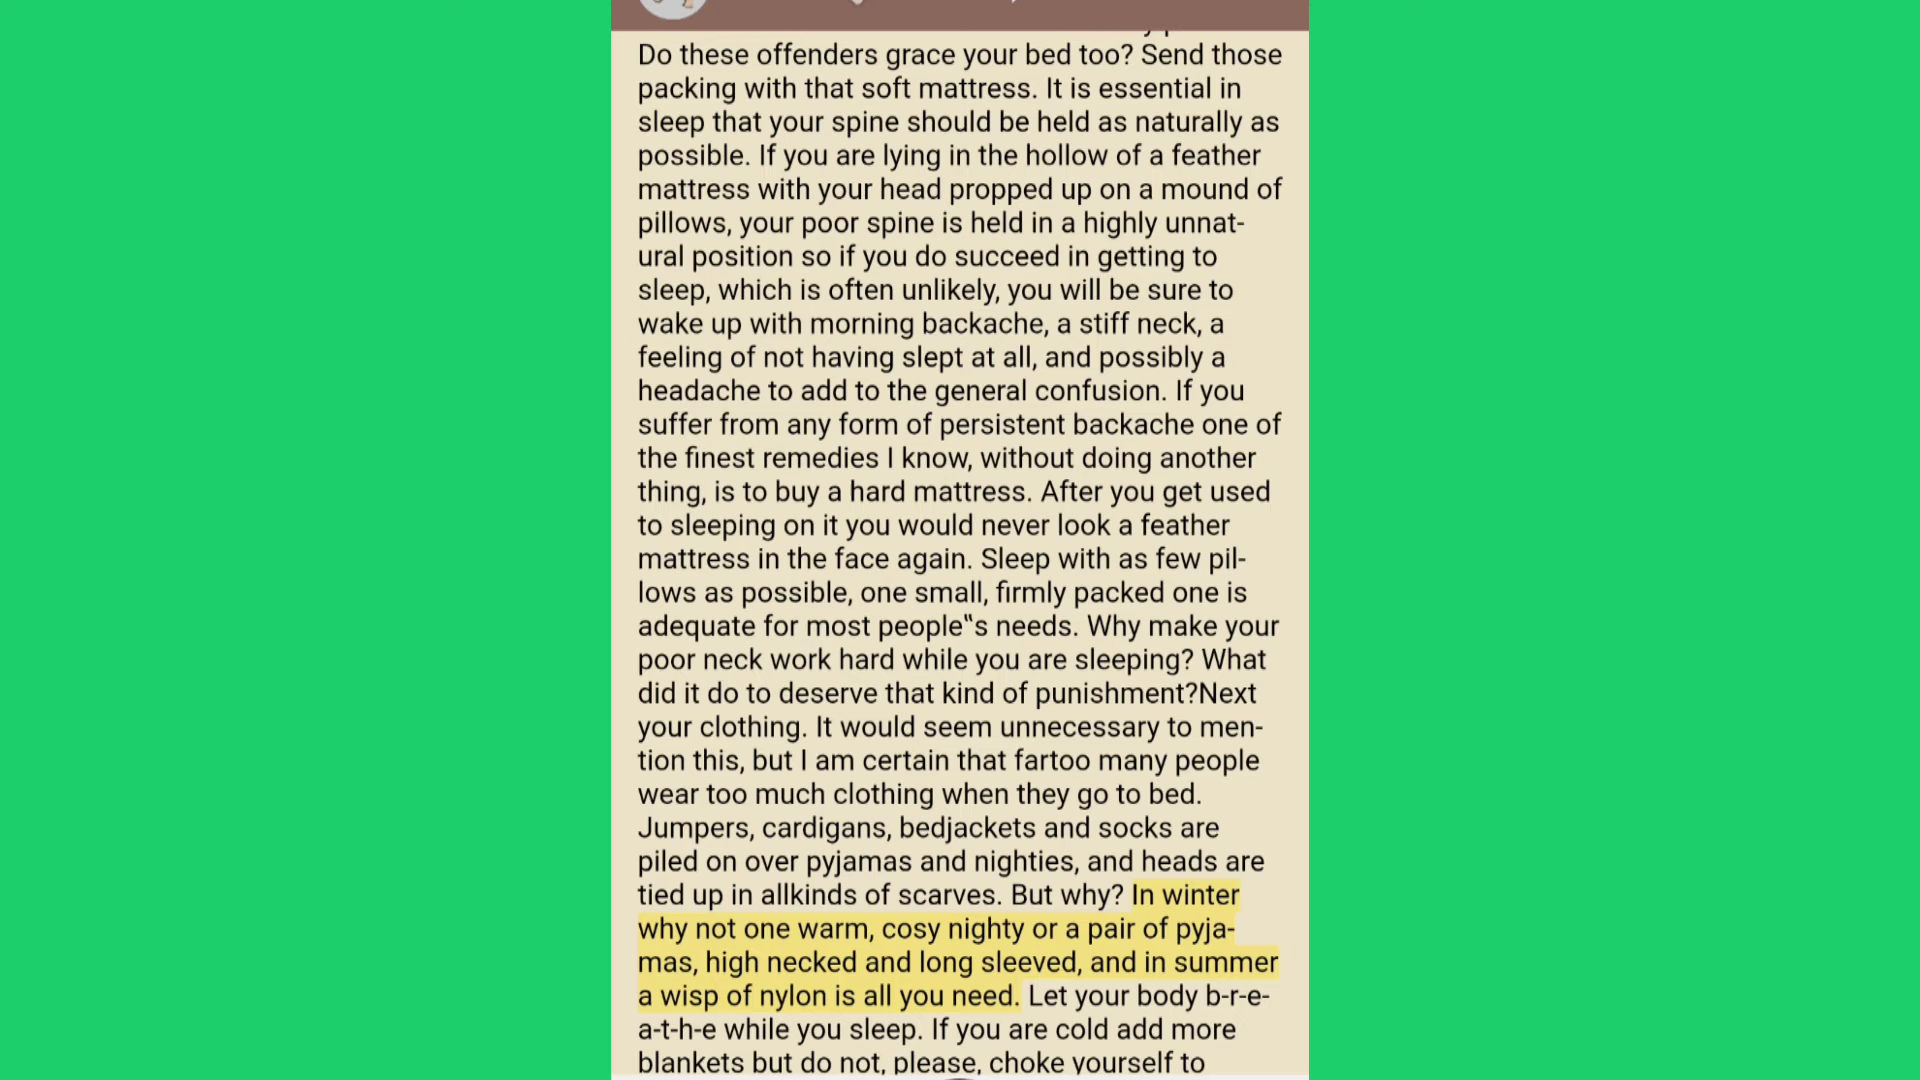 Do these offenders grace your bed too? Send those
packing with that soft mattress. It is essential in
sleep that your spine should be held as naturally as
possible. If you are lying in the hollow of a feather
mattress with your head propped up on a mound of
pillows, your poor spine is held in a highly unnat-
ural position so if you do succeed in getting to
sleep, which is often unlikely, you will be sure to
wake up with morning backache, a stiff neck, a
feeling of not having slept at all, and possibly a
headache to add to the general confusion. If you
suffer from any form of persistent backache one of
the finest remedies I know, without doing another
thing, is to buy a hard mattress. After you get used
to sleeping on it you would never look a feather
mattress in the face again. Sleep with as few pil-
lows as possible, one small, firmly packed one is
adequate for most people‟s needs. Why make your
poor neck work hard while you are sleeping? What
did it do to deserve that kind of punishment?Next
your clothing. It would seem unnecessary to men-
tion this, but I am certain that fartoo many people
wear too much clothing when they go to bed.
Jumpers, cardigans, bedjackets and socks are
piled on over pyjamas and nighties, and heads are
tied up in allkinds of scarves. But why? In winter
why not one warm, cosy nighty or a pair of pyja-
mas, high necked and long sleeved, and in summer
a wisp of nylon is all you need. Let your body b-r-e-
a-t-h-e while you sleep. If you are cold add more
blankets but do not, please, choke yourself to